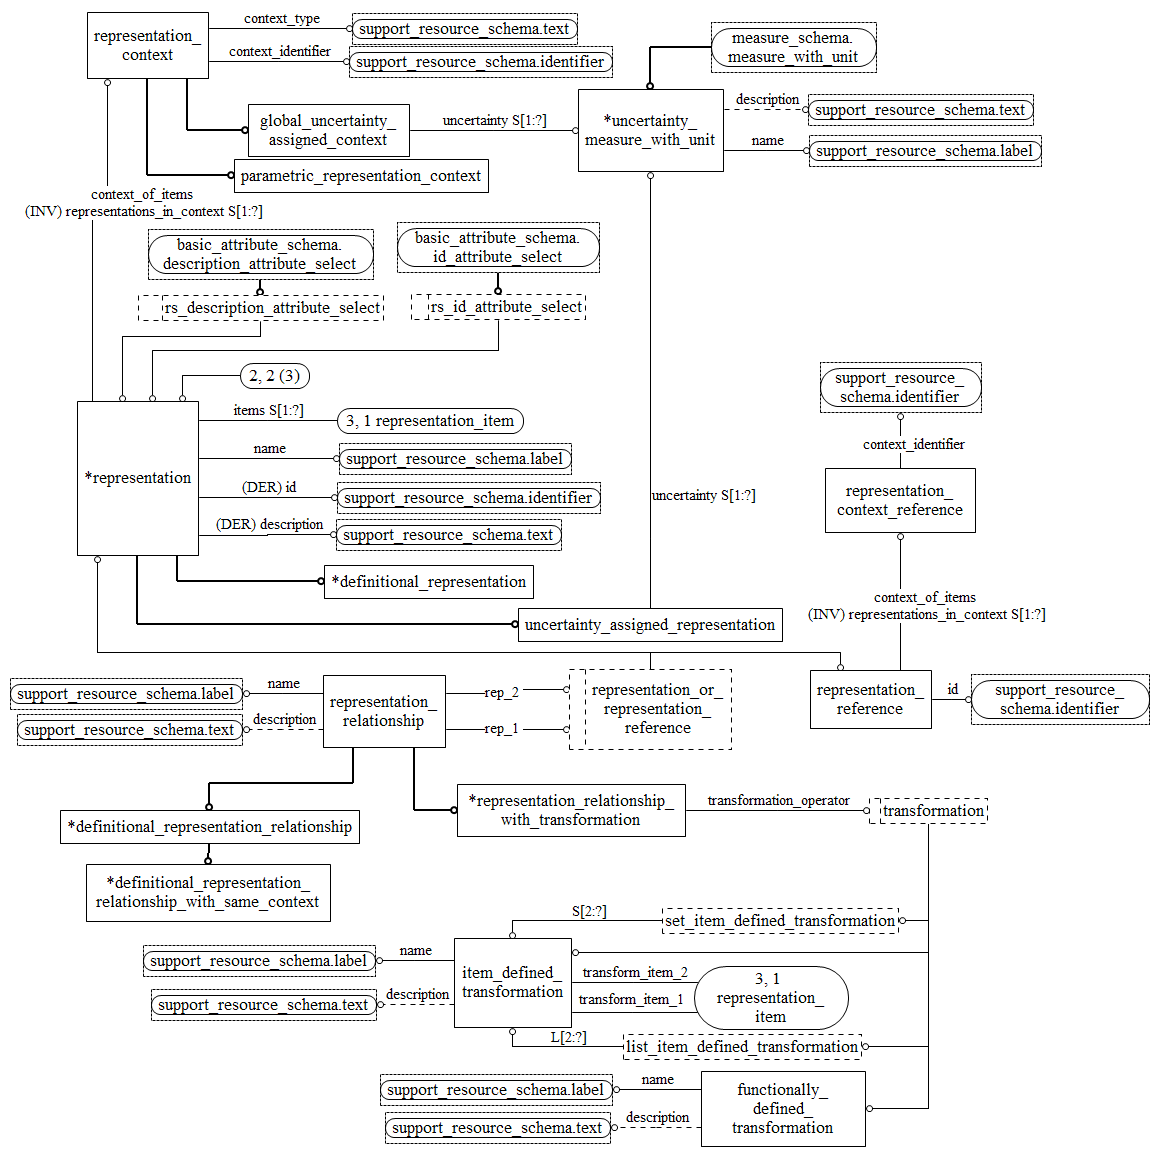 representation_
context
context_type
support_resource_schema.text
context_identifier
support_resource_schema.identifier
measure_schema.
measure_with_unit
global_uncertainty_
assigned_context
uncertainty S[1:?]
*uncertainty_
measure_with_unit
description
support_resource_schema.text
name
support_resource_schema.label
parametric_representation_context
context_of_items
(INV) representations_in_context S[1:?]
basic_attribute_schema.
description_attribute_select
basic_attribute_schema.
id_attribute_select
rs_description_attribute_select
rs_id_attribute_select
2, 2 (3)
support_resource_
schema.identifier
items S[1:?]
3, 1 representation_item
context_identifier
name
support_resource_schema.label
*representation
(DER) id
support_resource_schema.identifier
uncertainty S[1:?]
representation_
context_reference
(DER) description
support_resource_schema.text
*definitional_representation
context_of_items
(INV) representations_in_context S[1:?]
uncertainty_assigned_representation
name
support_resource_schema.label
description
support_resource_schema.text
representation_
relationship
rep_2
rep_1
representation_or_
representation_
reference
representation_
reference
id
support_resource_
schema.identifier
*representation_relationship_
with_transformation
transformation_operator
transformation
*definitional_representation_relationship
*definitional_representation_
relationship_with_same_context
S[2:?]
set_item_defined_transformation
name
support_resource_schema.label
description
support_resource_schema.text
item_defined_
transformation
transform_item_2
transform_item_1
3, 1
representation_
item
L[2:?]
list_item_defined_transformation
name
support_resource_schema.label
description
support_resource_schema.text
functionally_
defined_
transformation